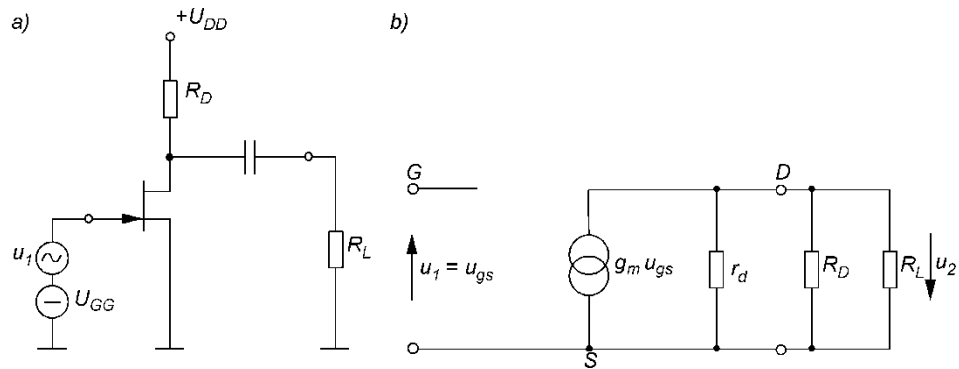 a)
+U_DD
R_D
u_1
U_GG
R_L
b)
G
D
u_1 = u_gs
g_m u_gs
r_d
R_D
R_L
u_2
S